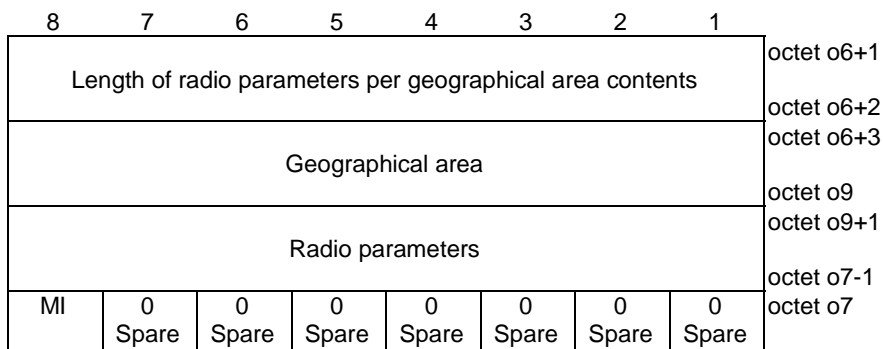 8 7 6 5 4 3 2 1
octet o6+1
Length of radio parameters per geographical area contents
octet o6+2
octet o6+3
Geographical area
octet o9
octet o9+1
Radio parameters
octet o7-1
MI 0 0 0 0 0 0 0 octet o7
Spare Spare Spare Spare Spare Spare Spare